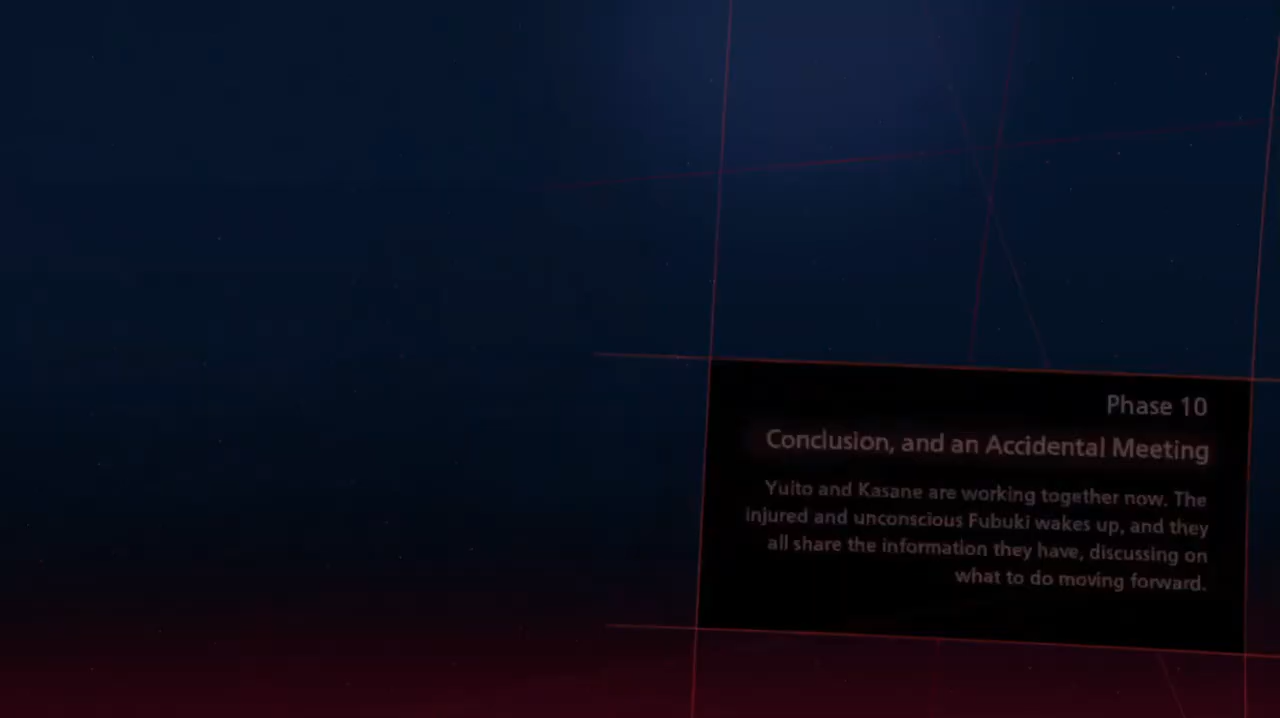 Phase 10
Conclusion, and an Accidental Meeting
Yuito and Kasane are working together now. The
injured and unconscious Fubuki wakes up, and they
all share the information they have, discussing on
what to do moving forward.